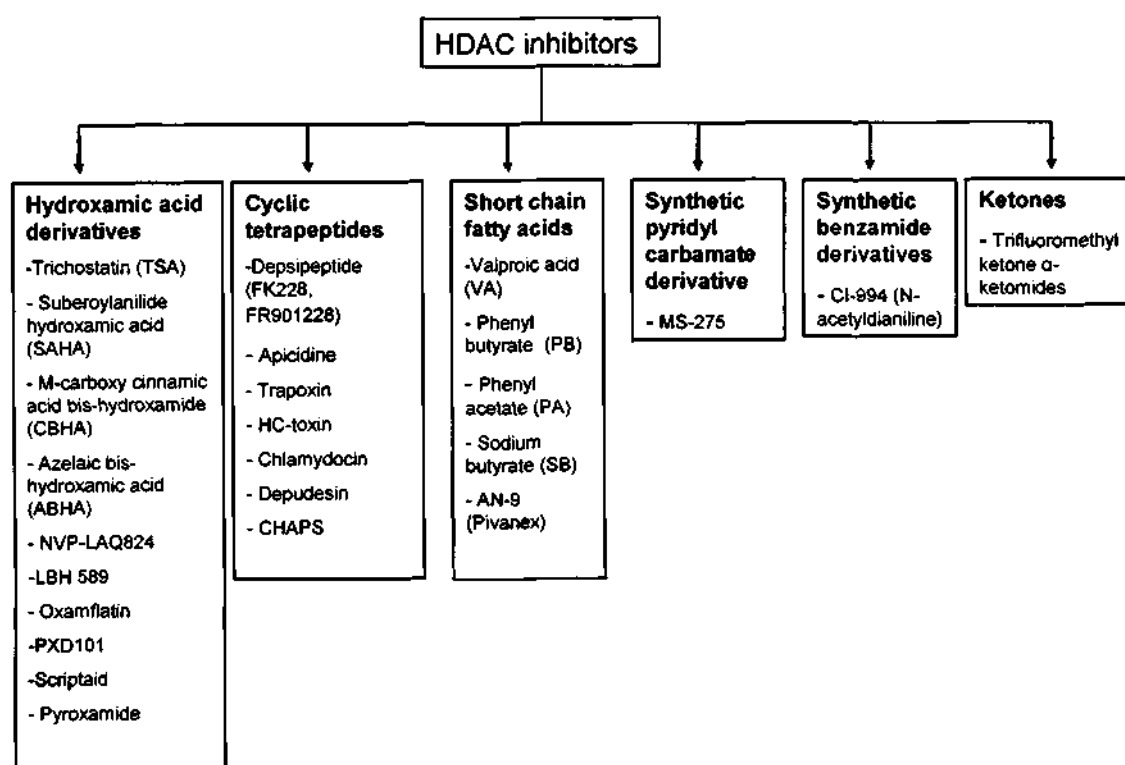 HDAC inhibitors
Hydroxamic acid
derivatives
-Trichostatin (TSA)
- Suberoylanilide
hydroxamic acid
(SAHA)
- M-carboxy cinnamic
acid bis-hydroxamide
(CBHA)
- Azelaic bis-
hydroxamic acid
(ABHA)
- NVP-LAQ824
-LBH 589
- Oxamflatin
-PXD101
-Scriptaid
- Pyroxamide
Cyclic
tetrapeptides
-Depsipeptide
(FK228,
FR901228)
- Apicidine
- Trapoxin
- HC-toxin
- Chlamydocin
- Depudesin
- CHAPS
Short chain
fatty acids
-Valproic acid
(VA)
- Phenyl
butyrate (PB)
- Phenyl
acetate (PA)
- Sodium
butyrate (SB)
- AN-9
(Pivanex)
Synthetic
pyridyl
carbamate
derivative
- MS-275
Synthetic
benzamide
derivatives
- CI-994 (N-
acetyldianiline)
Ketones
- Trifluoromethyl
ketone α-
ketomides